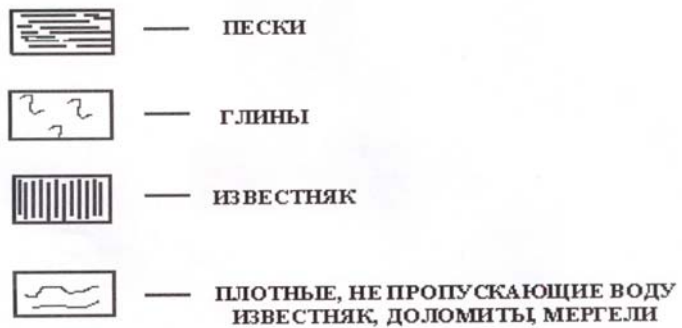 — ПЕСКИ
— ГЛИНЫ
— ИЗВЕСТНЯК
— ПЛОТНЫЕ, НЕ ПРОПУСКАЮЩИЕ ВОДУ
ИЗВЕСТНЯК, ДОЛОМИТЫ, МЕРГЕЛИ